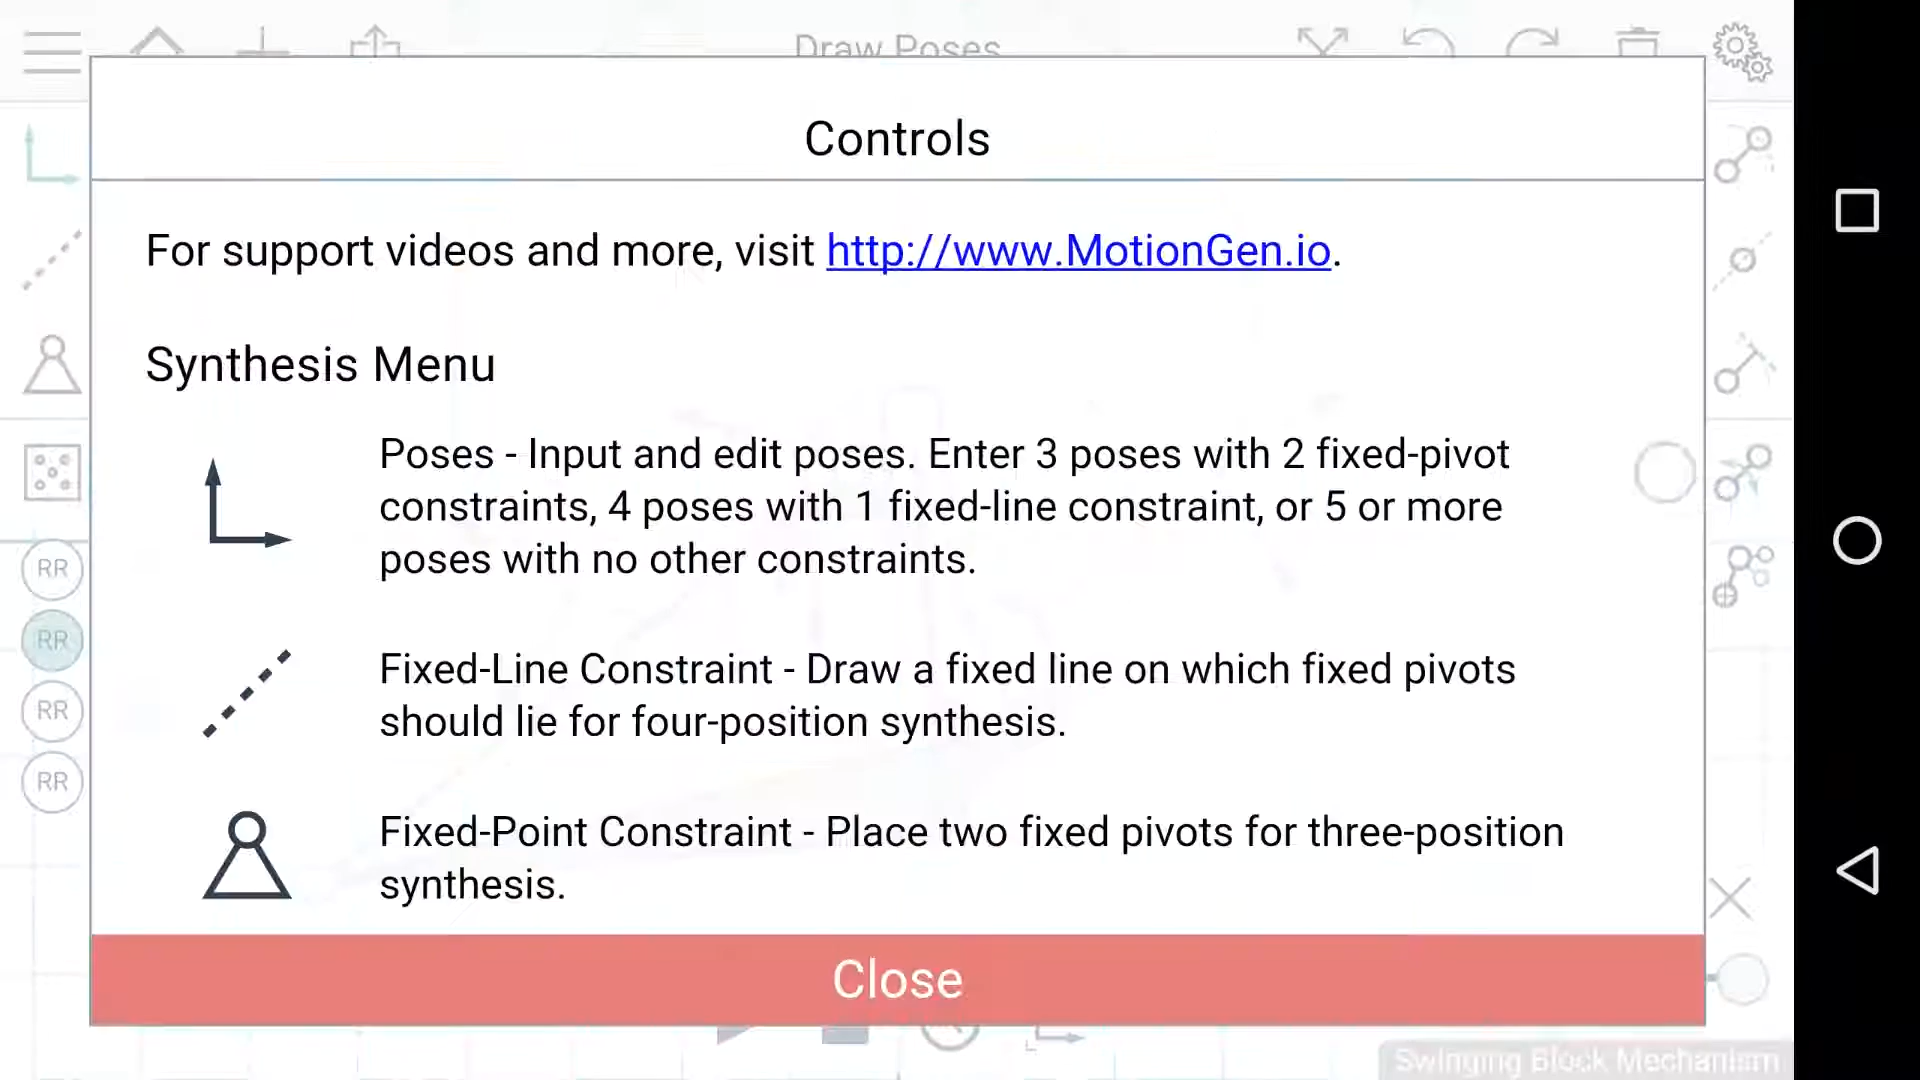 Draw Poses
Controls
For support videos and more, visit http://www.MotionGen.io.
Synthesis Menu
Poses - Input and edit poses. Enter 3 poses with 2 fixed-pivot
constraints, 4 poses with 1 fixed-line constraint, or 5 or more
poses with no other constraints.
RR
RR
RR
RR
Fixed-Line Constraint - Draw a fixed line on which fixed pivots
should lie for four-position synthesis.
Fixed-Point Constraint - Place two fixed pivots for three-position
synthesis.
Close
Swinging Block Mechanism